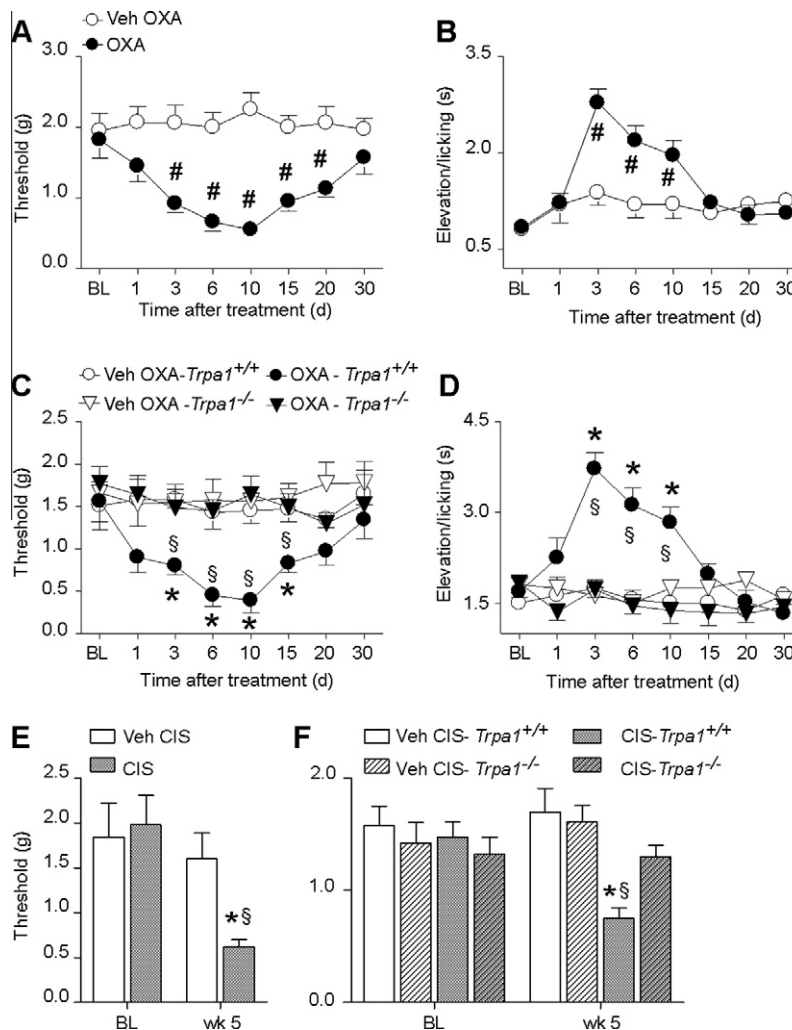 A
Veh OXA
OXA
Threshold (g)
3.0
2.0
1.0
0.0
# # # # #
BL 1 3 6 10 15 20 30
Time after treatment (d)
B
Elevation/licking (s)
3.5
2.0
0.5
# # #
BL 1 3 6 10 15 20 30
Time after treatment (d)
C
Veh OXA-Trpa1+/+
OXA - Trpa1+/+
Veh OXA -Trpa1-/-
OXA - Trpa1-/-
Threshold (g)
2.5
2.0
1.5
1.0
0.5
0.0
§ § § §
* * * *
BL 1 3 6 10 15 20 30
Time after treatment (d)
D
Elevation/licking (s)
4.5
3.0
1.5
* * *
§ § §
BL 1 3 6 10 15 20 30
Time after treatment (d)
E
Veh CIS
CIS
Threshold (g)
2.5
2.0
1.5
1.0
0.5
0.0
*§
BL wk 5
F
Veh CIS- Trpa1+/+
CIS-Trpa1+/+
Veh CIS- Trpa1-/-
CIS-Trpa1-/-
2.0
1.0
0.0
*§
BL wk 5